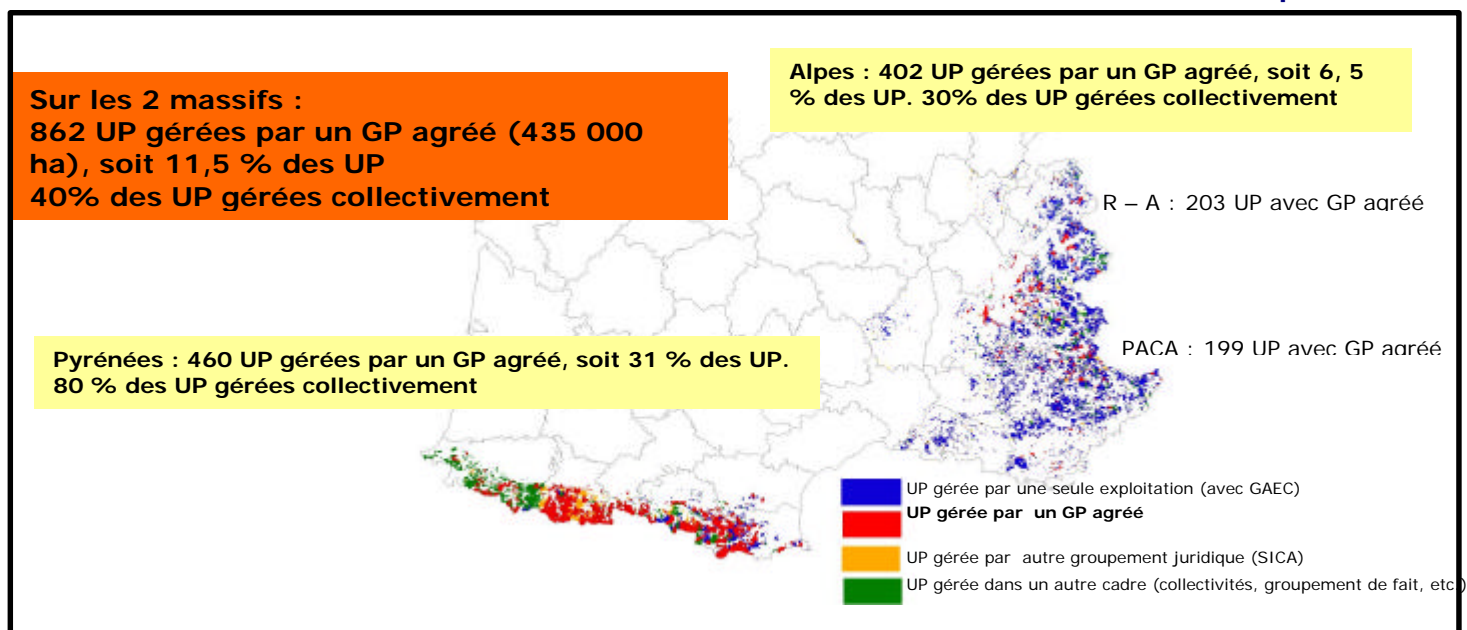 Sur les 2 massifs :
862 UP gérées par un GP agréé (435 000
ha), soit 11,5 % des UP
40% des UP gérées collectivement
Alpes : 402 UP gérées par un GP agréé, soit 6, 5
% des UP. 30% des UP gérées collectivement
R – A : 203 UP avec GP agréé
PACA : 199 UP avec GP agréé
Pyrénées : 460 UP gérées par un GP agréé, soit 31 % des UP.
80 % des UP gérées collectivement
UP gérée par une seule exploitation (avec GAEC)
UP gérée par un GP agréé
UP gérée par autre groupement juridique (SICA)
UP gérée dans un autre cadre (collectivités, groupement de fait, etc.)